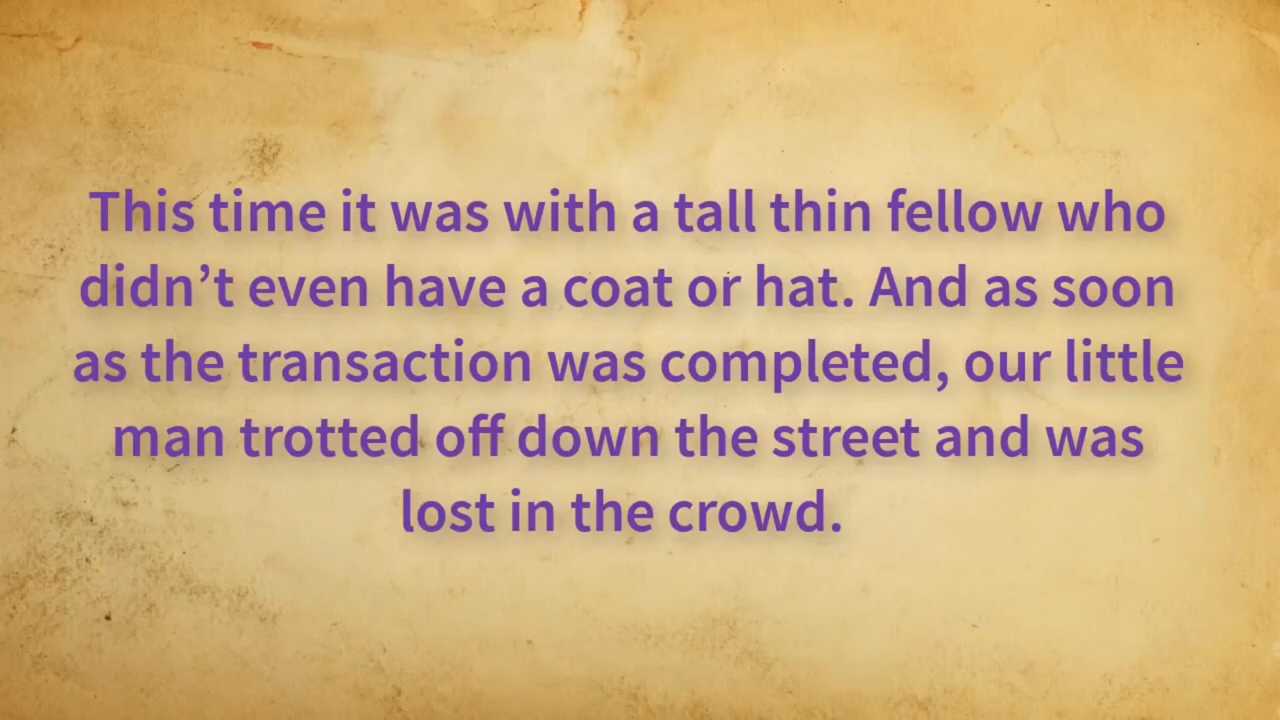 This time it was with a tall thin fellow who
didn’t even have a coat or hat. And as soon
as the transaction was completed, our little
man trotted off down the street and was
lost in the crowd.